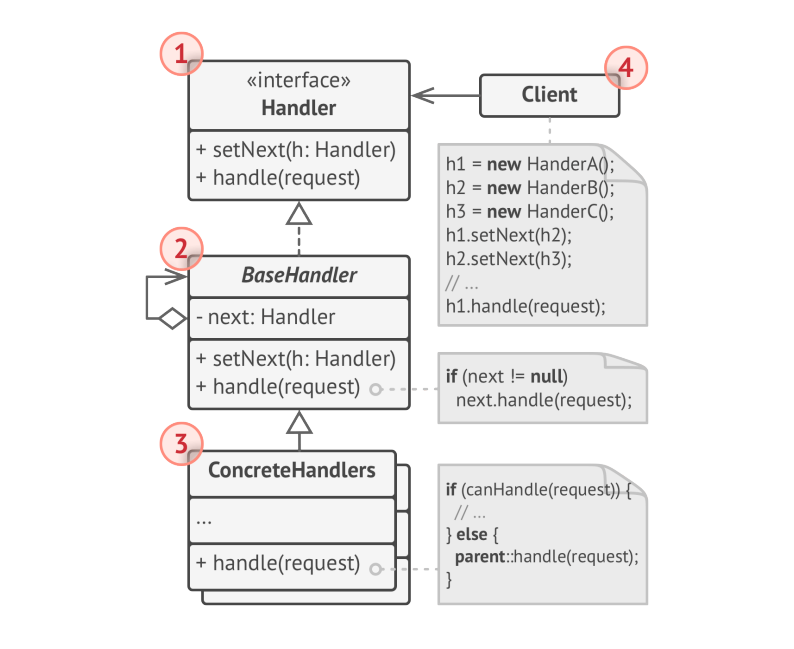 1
«interface»
Handler
+ setNext(h: Handler)
+ handle(request)
4
Client
h1 = new HanderA();
h2 = new HanderB();
h3 = new HanderC();
h1.setNext(h2);
h2.setNext(h3);
// ...
h1.handle(request);
2
BaseHandler
- next: Handler
+ setNext(h: Handler)
+ handle(request)
if (next != null)
next.handle(request);
3
ConcreteHandlers
...
+ handle(request)
if (canHandle(request)) {
// ...
} else {
parent::handle(request);
}